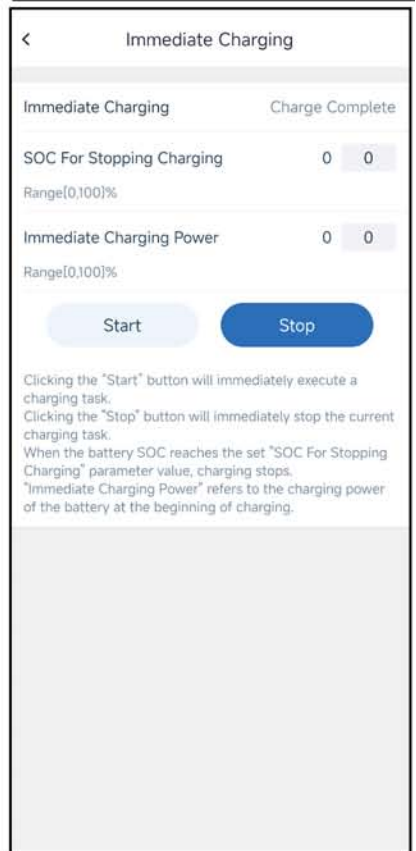 Immediate Charging
Immediate Charging Charge Complete
SOC For Stopping Charging 0 0
Range[0,100]%
Immediate Charging Power 0 0
Range[0,100]%
Start Stop
Clicking the "Start" button will immediately execute a
charging task.
Clicking the "Stop" button will immediately stop the current
charging task.
When the battery SOC reaches the set "SOC For Stopping
Charging" parameter value, charging stops.
"Immediate Charging Power" refers to the charging power
of the battery at the beginning of charging.